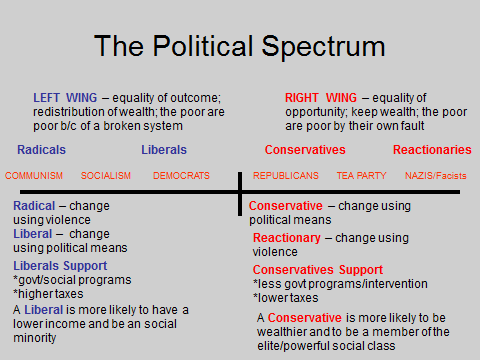 The Political Spectrum
LEFT WING – equality of outcome;
redistribution of wealth; the poor are
poor b/c of a broken system
RIGHT WING – equality of
opportunity; keep wealth; the poor
are poor by their own fault
Radicals
Liberals
Conservatives
Reactionaries
COMMUNISM
SOCIALISM
DEMOCRATS
REPUBLICANS
TEA PARTY
NAZIS/Facists
Radical – change
using violence
Liberal – change
using political means
Liberals Support
*govt/social programs
*higher taxes
A Liberal is more likely to have a
lower income and be an social
minority
Conservative – change using
political means
Reactionary – change using
violence
Conservatives Support
*less govt programs/intervention
*lower taxes
A Conservative is more likely to be
wealthier and to be a member of the
elite/powerful social class